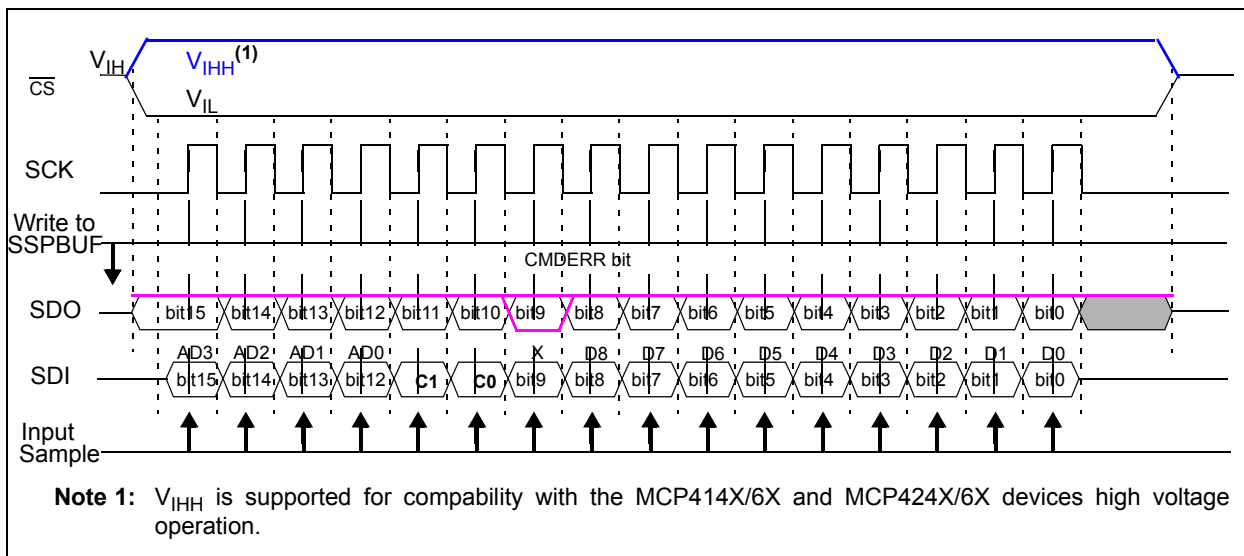 VIH VIHH(1)
CS
VIL
SCK
Write to
SSPBUF
CMDERR bit
SDO bit15 bit14 bit13 bit12 bit11 bit10 bit9 bit8 bit7 bit6 bit5 bit4 bit3 bit2 bit1 bit0
AD3 AD2 AD1 AD0 X D8 D7 D6 D5 D4 D3 D2 D1 D0
SDI bit15 bit14 bit13 bit12 C1 C0 bit9 bit8 bit7 bit6 bit5 bit4 bit3 bit2 bit1 bit0
Input
Sample
Note 1: VIHH is supported for compability with the MCP414X/6X and MCP424X/6X devices high voltage
operation.